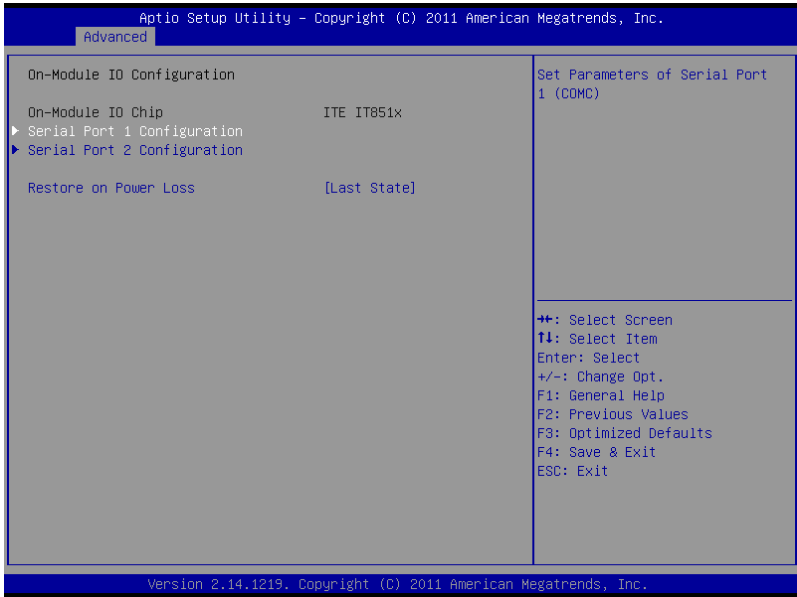 Aptio Setup Utility – Copyright (C) 2011 American Megatrends, Inc.
Advanced
On-Module IO Configuration
On-Module IO Chip ITE IT851x
Serial Port 1 Configuration
Serial Port 2 Configuration
Restore on Power Loss [Last State]
Set Parameters of Serial Port
1 (COMC)
→←: Select Screen
↑↓: Select Item
Enter: Select
+/-: Change Opt.
F1: General Help
F2: Previous Values
F3: Optimized Defaults
F4: Save & Exit
ESC: Exit
Version 2.14.1219. Copyright (C) 2011 American Megatrends, Inc.